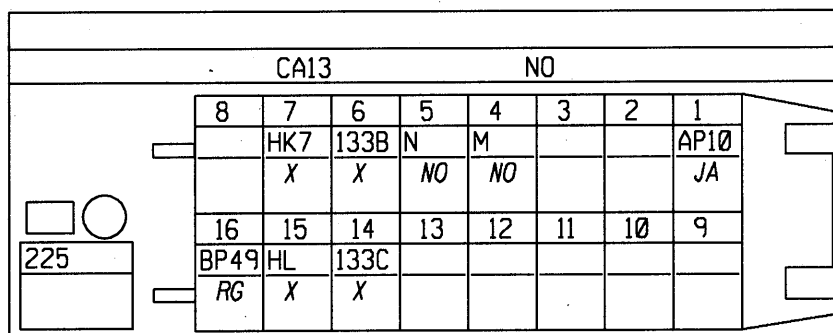 CA13 NO
8 7 6 5 4 3 2 1
HK7 133B N M AP10
X X NO NO JA
16 15 14 13 12 11 10 9
225 BP49 HL 133C
RG X X